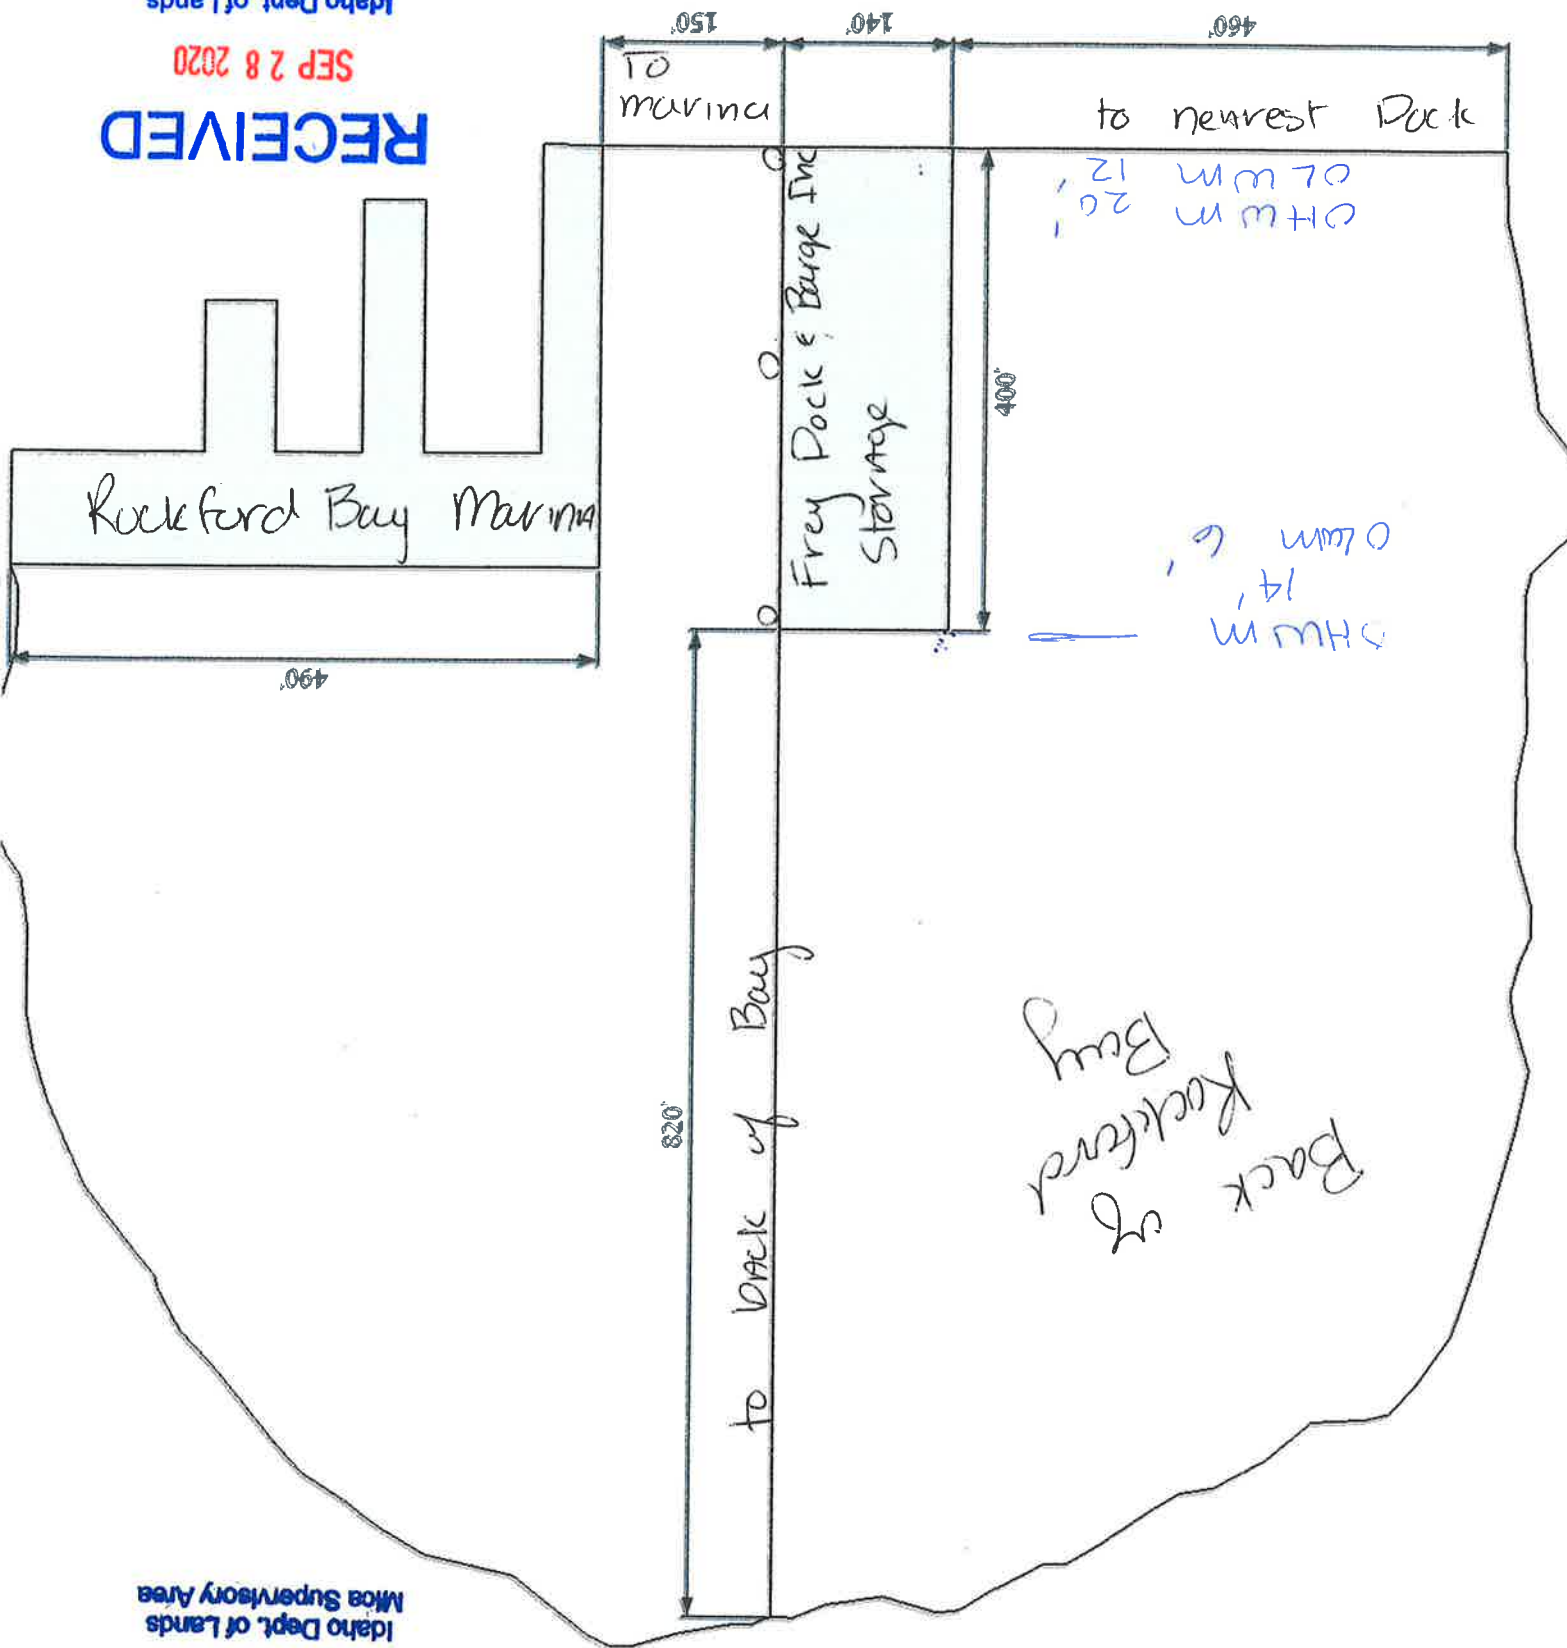 Idaho Dept. of Lands
SEP 28 2020
RECEIVED
150'
140'
460'
To
marina
to nearest Dock
OLWM 12'
OHWM 20'
Frey Dock & Barge Inc
Storage
400'
Rockford Bay Marina
490'
OLWM 6'
14'
OHWM
820'
to back of Bay
Back of
Rockford
Bay
Idaho Dept. of Lands
Mica Supervisory Area